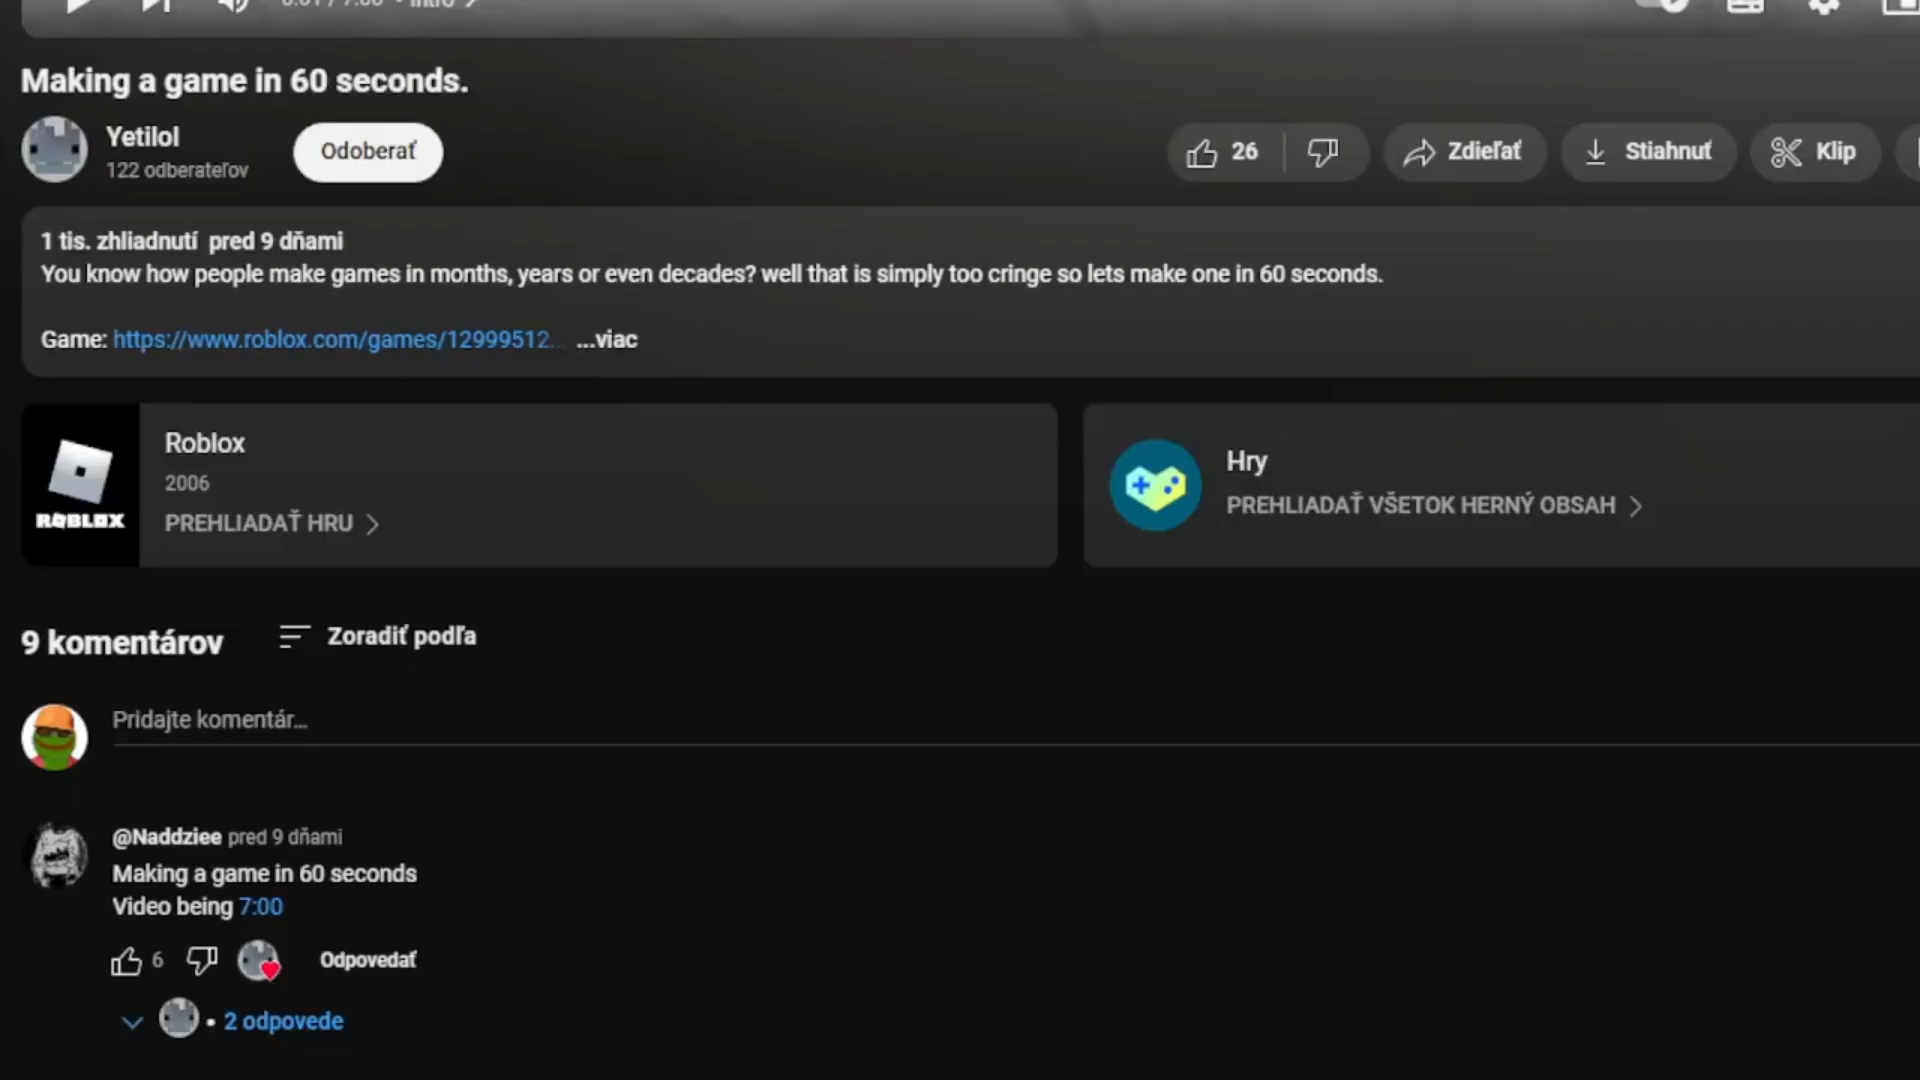 Making a game in 60 seconds.
Yetilol
122 odberateľov
Odoberať
26
Zdieľať
Stiahnuť
Klip
1 tis. zhliadnutí pred 9 dňami
You know how people make games in months, years or even decades? well that is simply too cringe so lets make one in 60 seconds.
Game: https://www.roblox.com/games/12999512... ...viac
ROBLOX
Roblox
2006
PREHLIADAŤ HRU
Hry
PREHLIADAŤ VŠETOK HERNÝ OBSAH
9 komentárov
Zoradiť podľa
Pridajte komentár...
@Naddziee pred 9 dňami
Making a game in 60 seconds
Video being 7:00
6
Odpovedať
• 2 odpovede